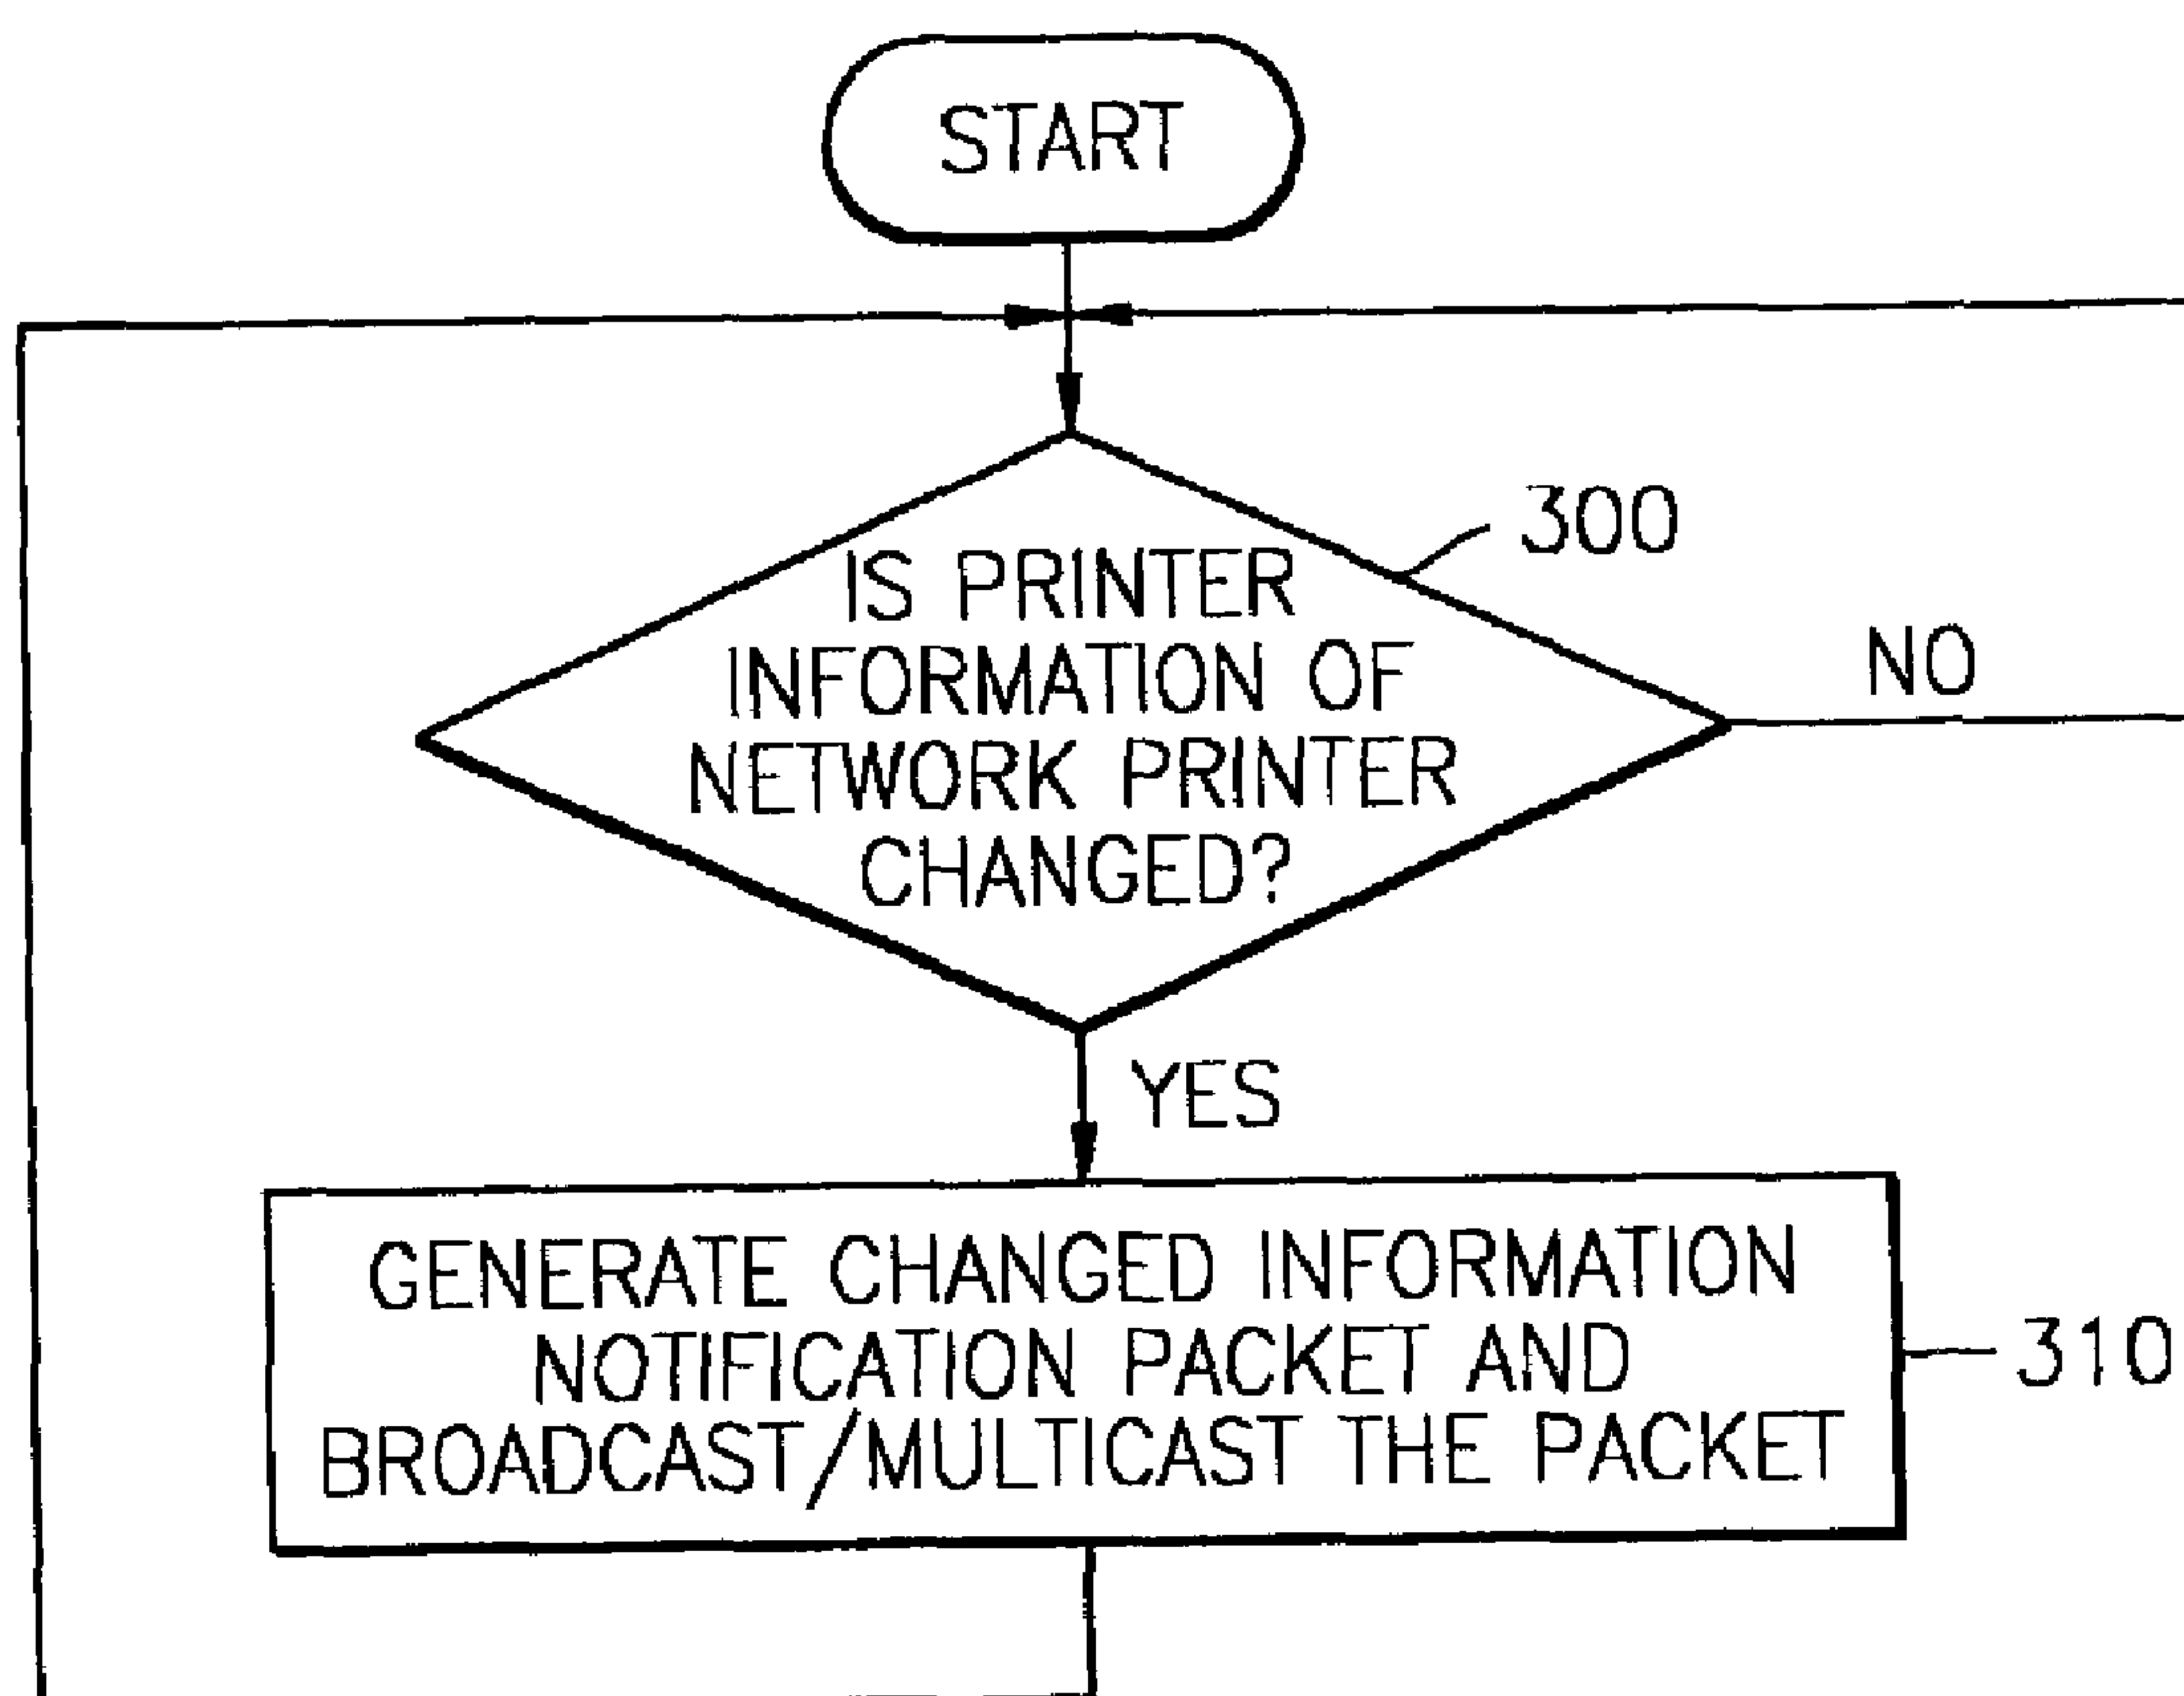 START
300
IS PRINTER
INFORMATION OF
NETWORK PRINTER
CHANGED?
NO
YES
GENERATE CHANGED INFORMATION
NOTIFICATION PACKET AND
BROADCAST/MULTICAST THE PACKET
310